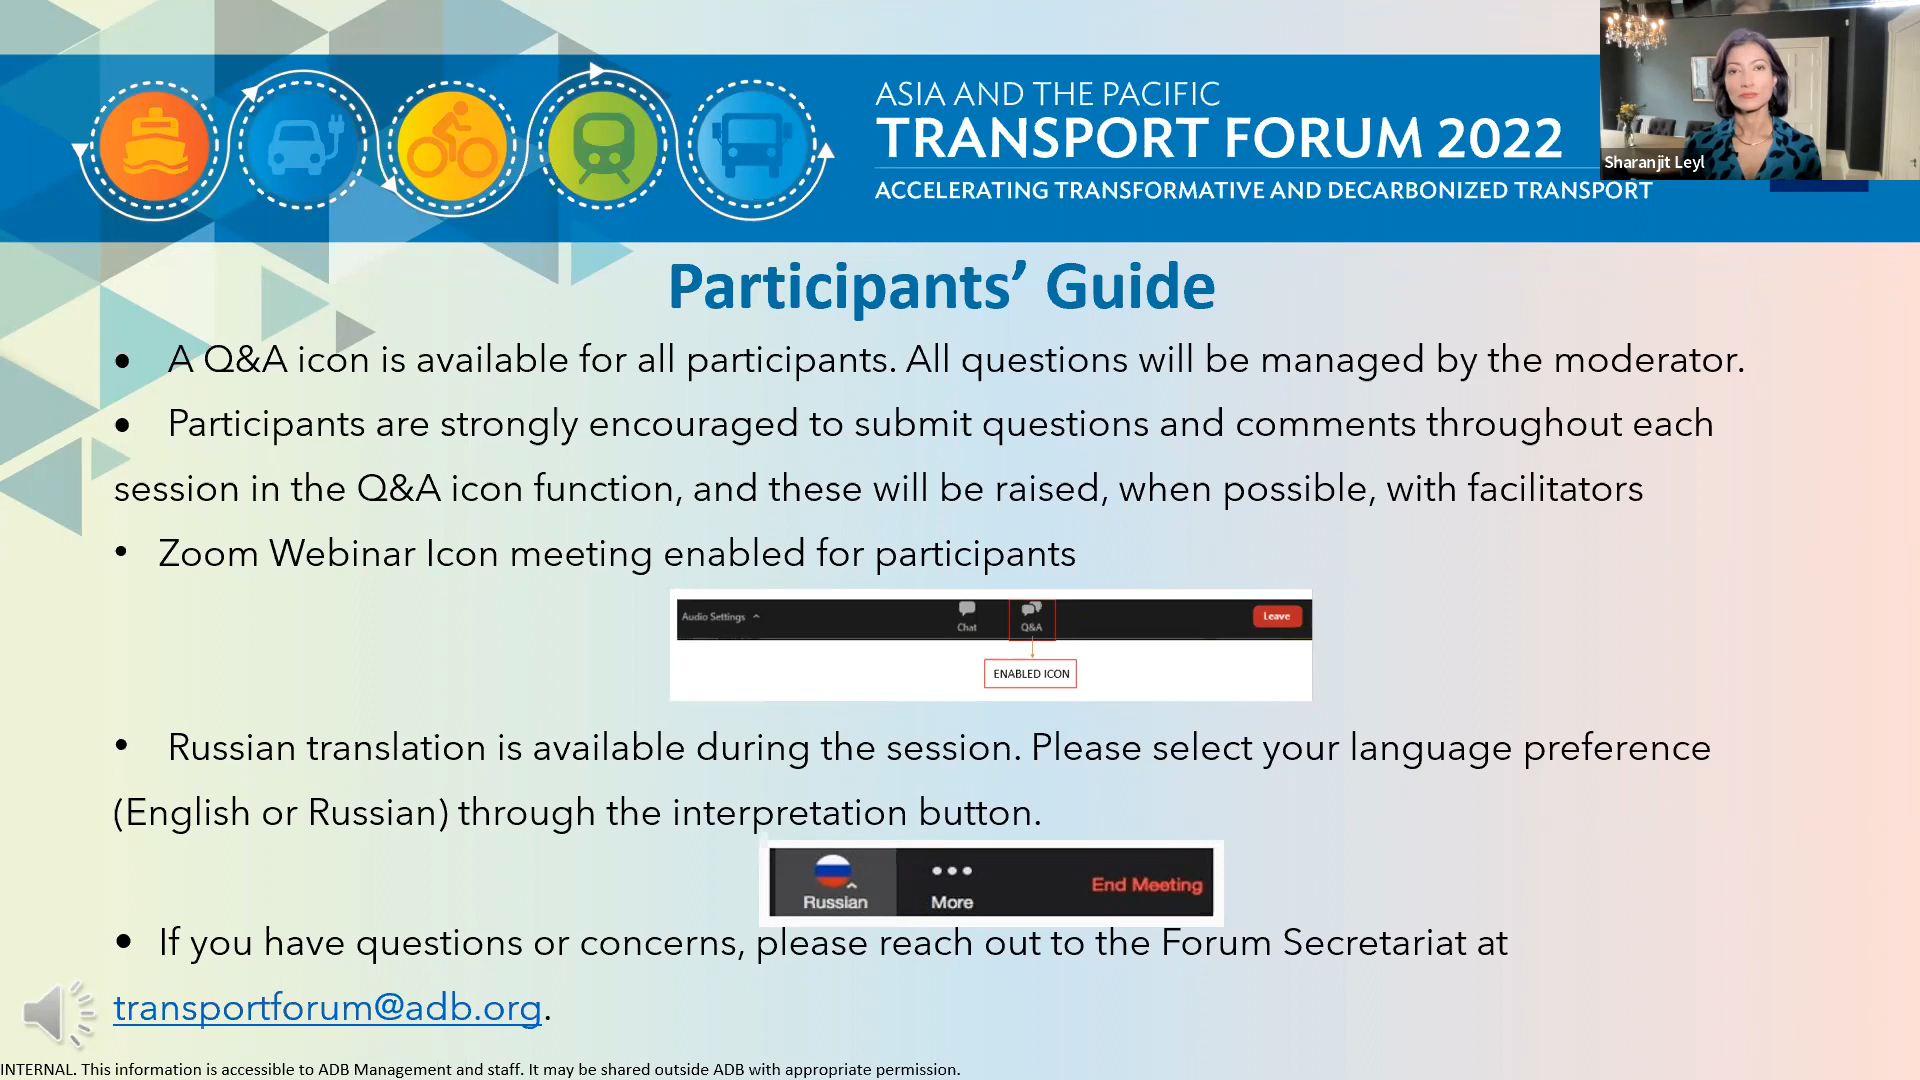 ASIA AND THE PACIFIC
TRANSPORT FORUM 2022
ACCELERATING TRANSFORMATIVE AND DECARBONIZED TRANSPORT
Sharanjit Leyl
Participants’ Guide
• A Q&A icon is available for all participants. All questions will be managed by the moderator.
• Participants are strongly encouraged to submit questions and comments throughout each
session in the Q&A icon function, and these will be raised, when possible, with facilitators
• Zoom Webinar Icon meeting enabled for participants
Audio Settings Chat Q&A Leave
ENABLED ICON
• Russian translation is available during the session. Please select your language preference
(English or Russian) through the interpretation button.
Russian More End Meeting
• If you have questions or concerns, please reach out to the Forum Secretariat at
transportforum@adb.org.
INTERNAL. This information is accessible to ADB Management and staff. It may be shared outside ADB with appropriate permission.